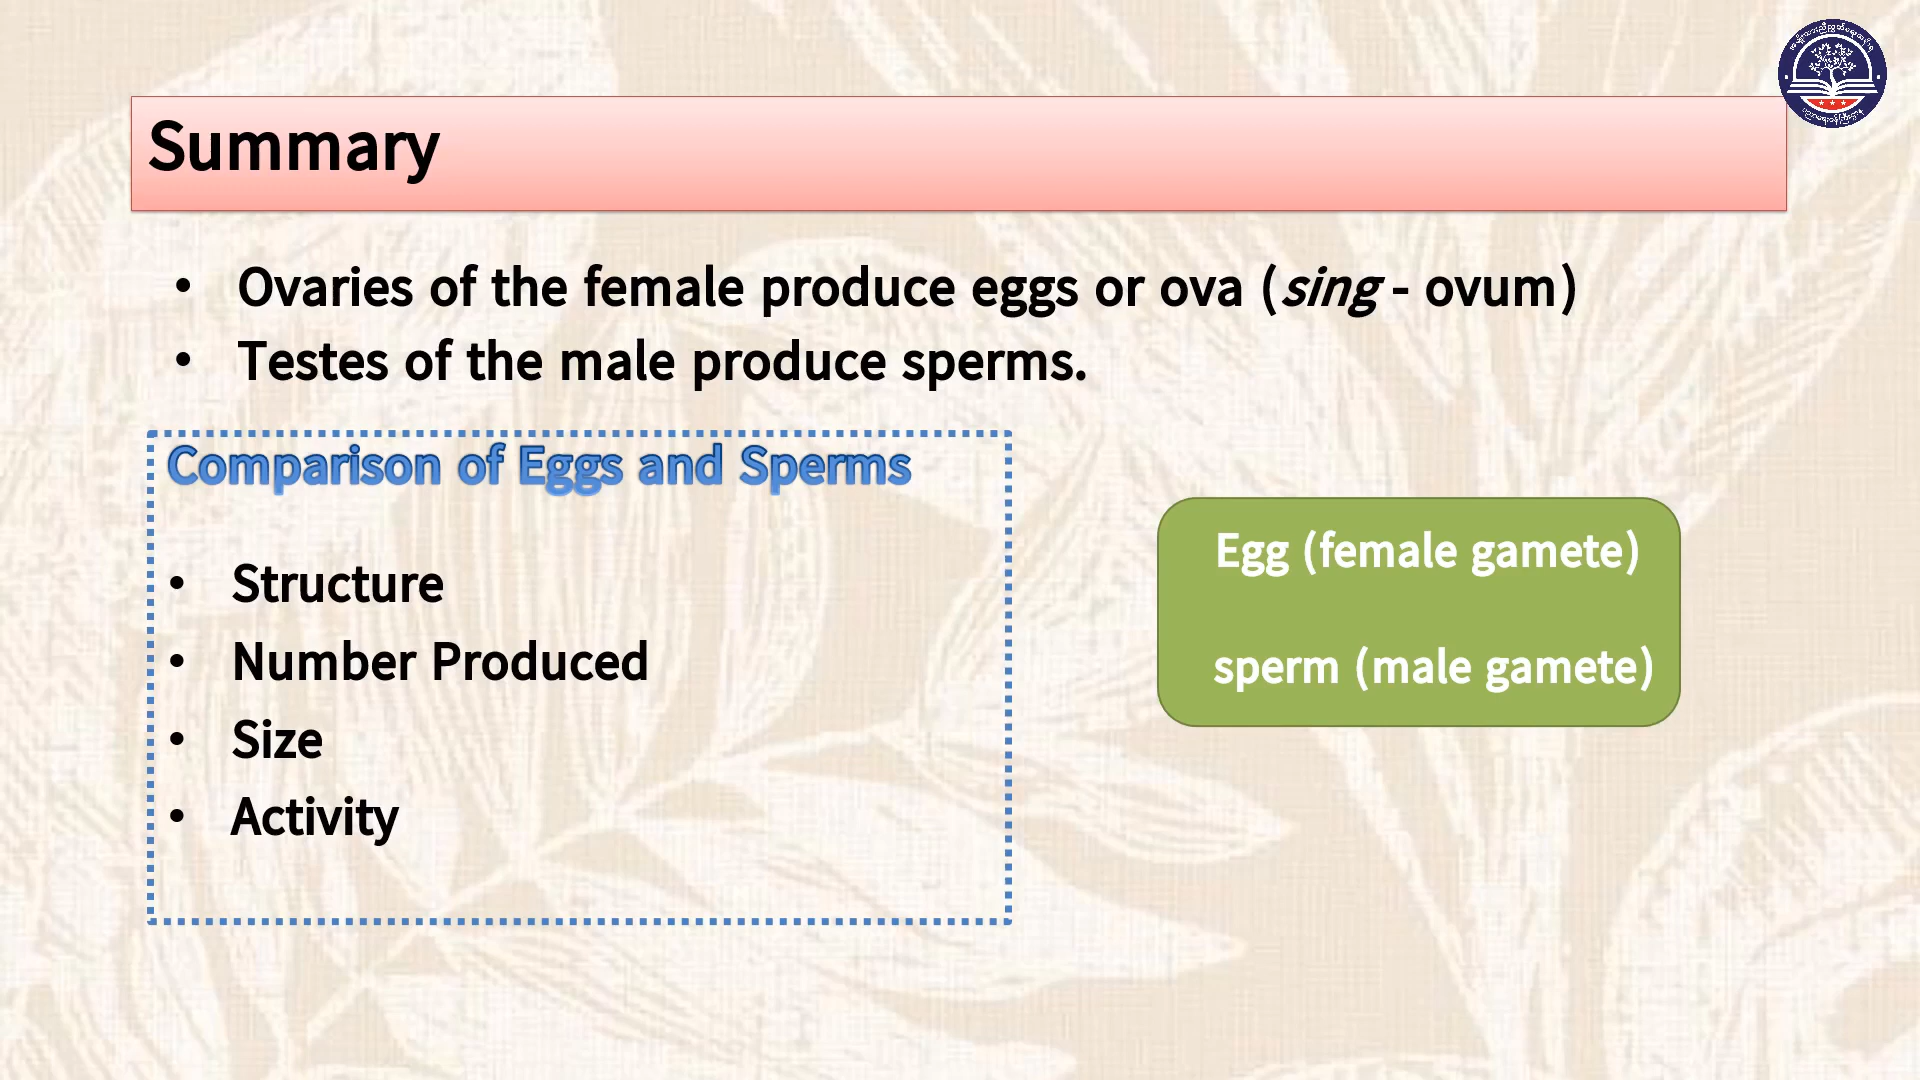 Summary
• Ovaries of the female produce eggs or ova (sing - ovum)
• Testes of the male produce sperms.
Comparison of Eggs and Sperms
• Structure
• Number Produced
• Size
• Activity
Egg (female gamete)
sperm (male gamete)